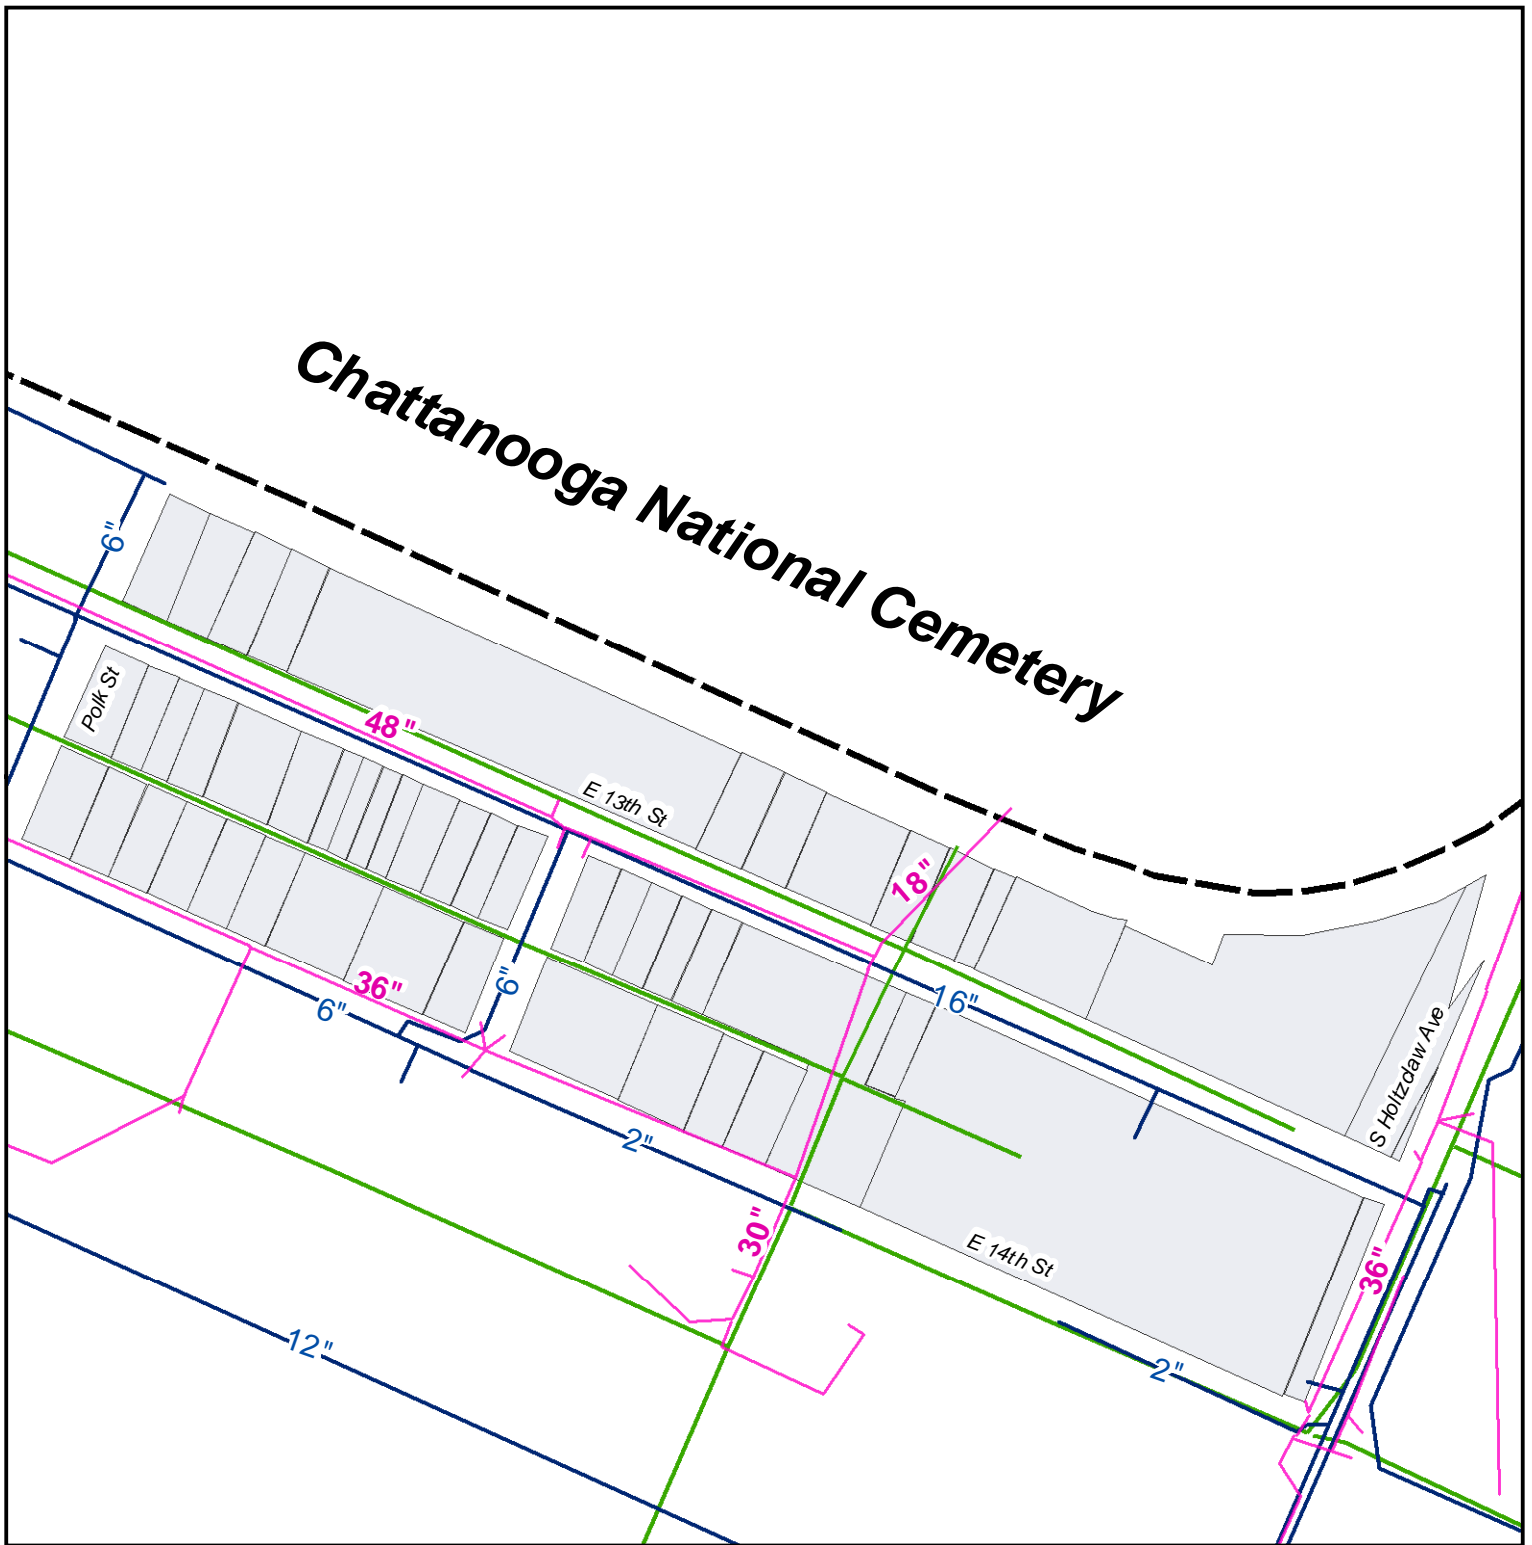 Chattanooga National Cemetery
6"
Polk St
48"
E 13th St
18"
16"
S Holtzdaw Ave
36"
6"
6"
2"
30"
E 14th St
36"
12"
2"